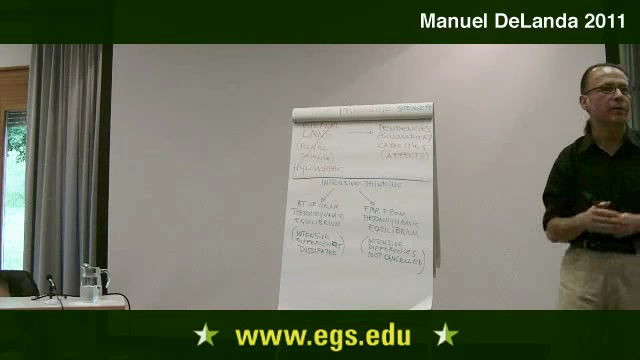 Manuel DeLanda 2011
SPEAKER
LAWS → TENDENCIES
CAPACITIES
(AFFECTS)
INTENSIVE THINKING
AT OR NEAR
THERMODYNAMIC
EQUILIBRIUM
(INTENSIVE
DISSIPATED)
FAR FROM
THERMODYNAMIC
EQUILIBRIUM
(INTENSIVE
DIFFERENCES
NOT CANCELLED)
www.egs.edu